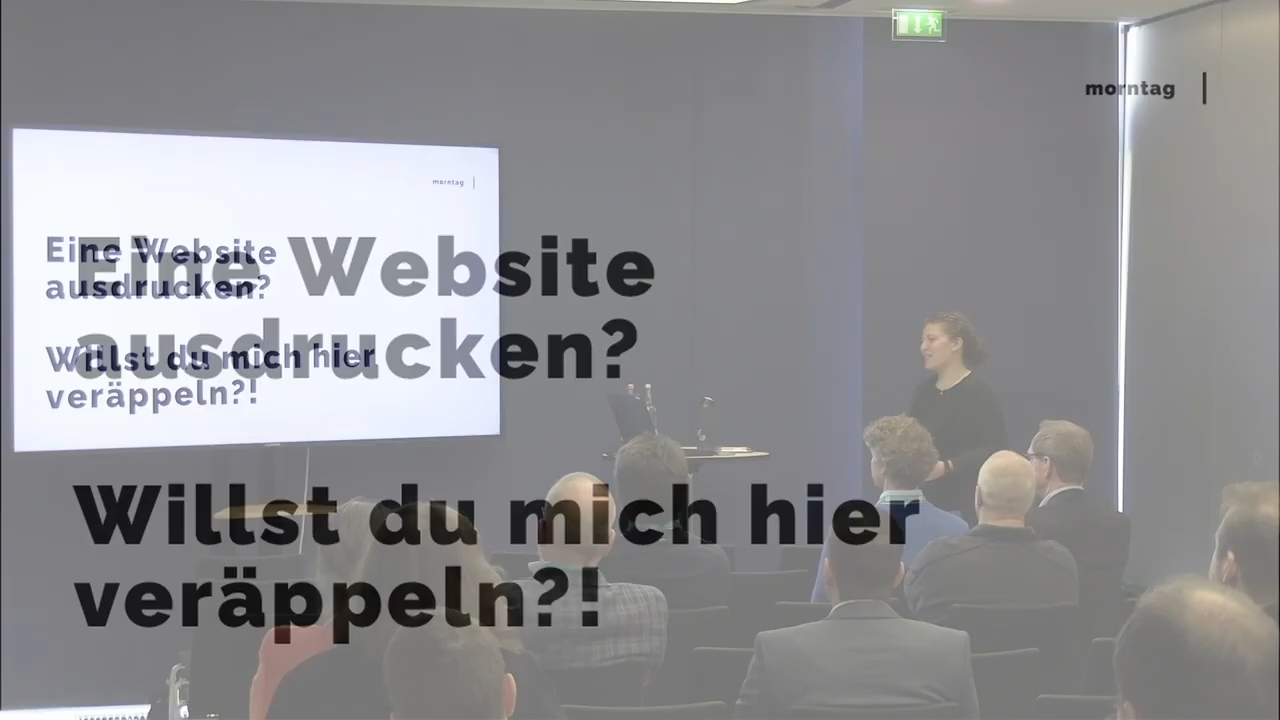 morntag
morntag
Eine Website
ausdrucken?
Willst du mich hier
veräppeln?!
Eine Website
ausdrucken?
Willst du mich hier
veräppeln?!